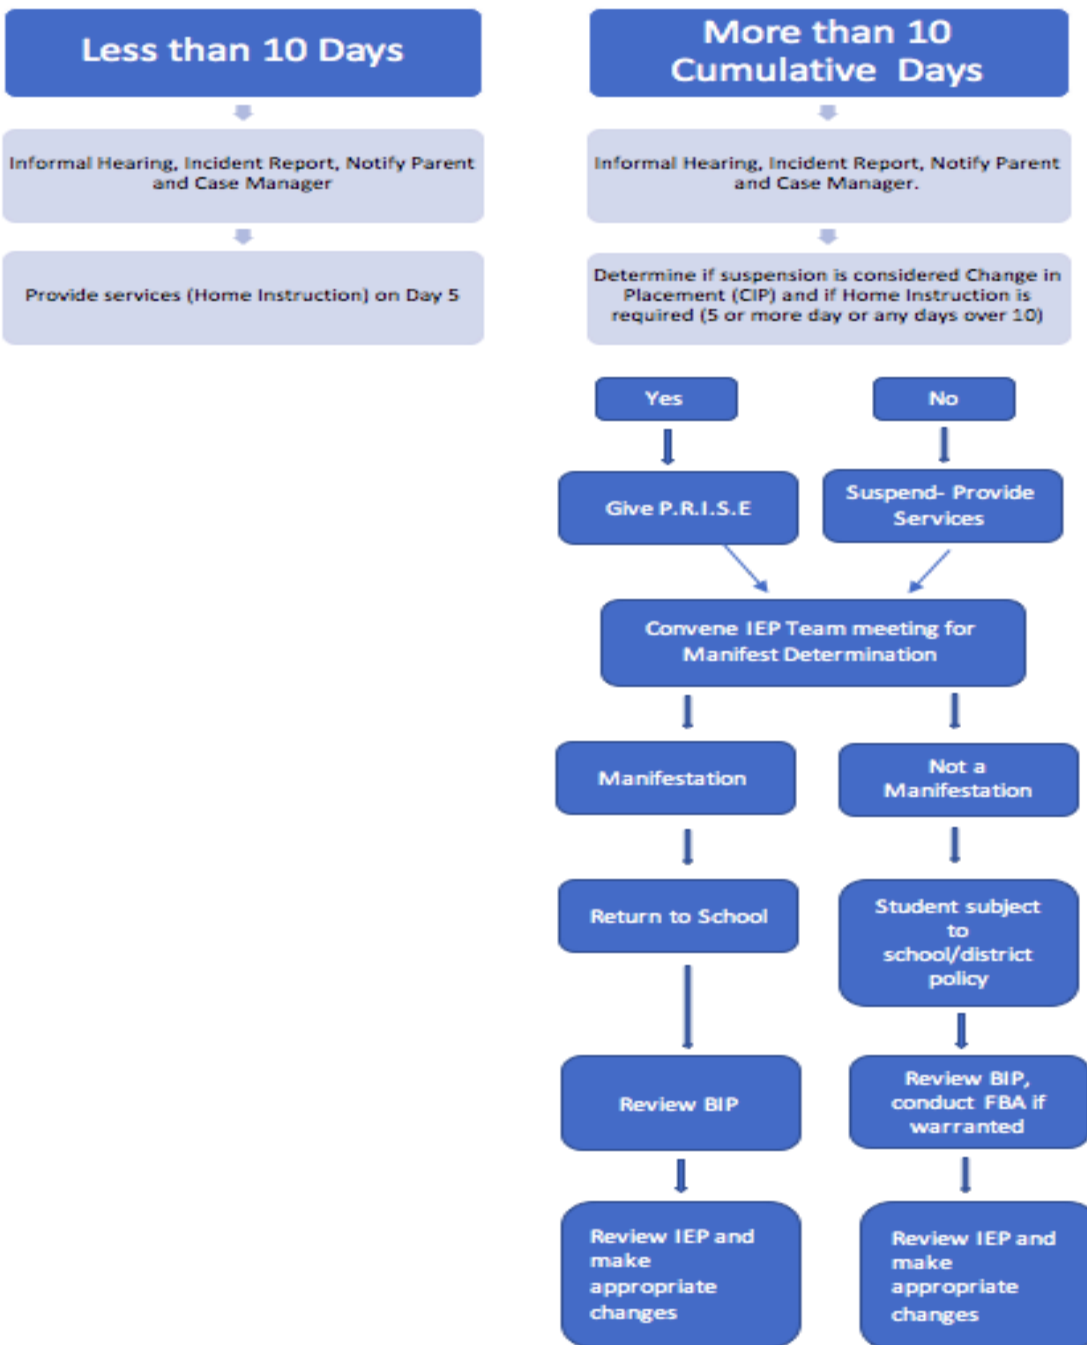 Less than 10 Days
Informal Hearing, Incident Report, Notify Parent
and Case Manager
Provide services (Home Instruction) on Day 5
More than 10
Cumulative Days
Informal Hearing, Incident Report, Notify Parent
and Case Manager.
Determine if suspension is considered Change in
Placement (CIP) and if Home Instruction is
required (5 or more day or any days over 10)
Yes
No
Give P.R.I.S.E
Suspend- Provide
Services
Convene IEP Team meeting for
Manifest Determination
Manifestation
Not a
Manifestation
Return to School
Student subject
to
school/district
policy
Review BIP
Review BIP,
conduct FBA if
warranted
Review IEP and
make
appropriate
changes
Review IEP and
make
appropriate
changes